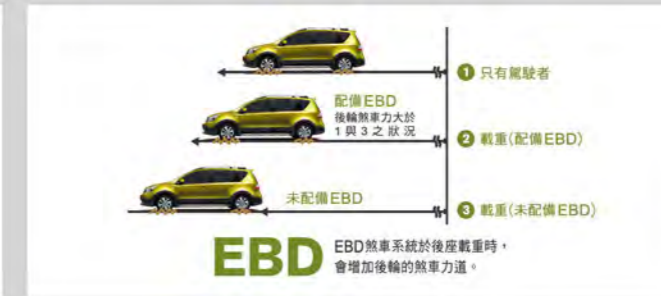 1 只有駕駛者
配備EBD
後輪煞車力大於
1與3之狀況
2 載重(配備EBD)
未配備EBD
3 載重(未配備EBD)
EBD
EBD煞車系統於後座載重時，
會增加後輪的煞車力道。